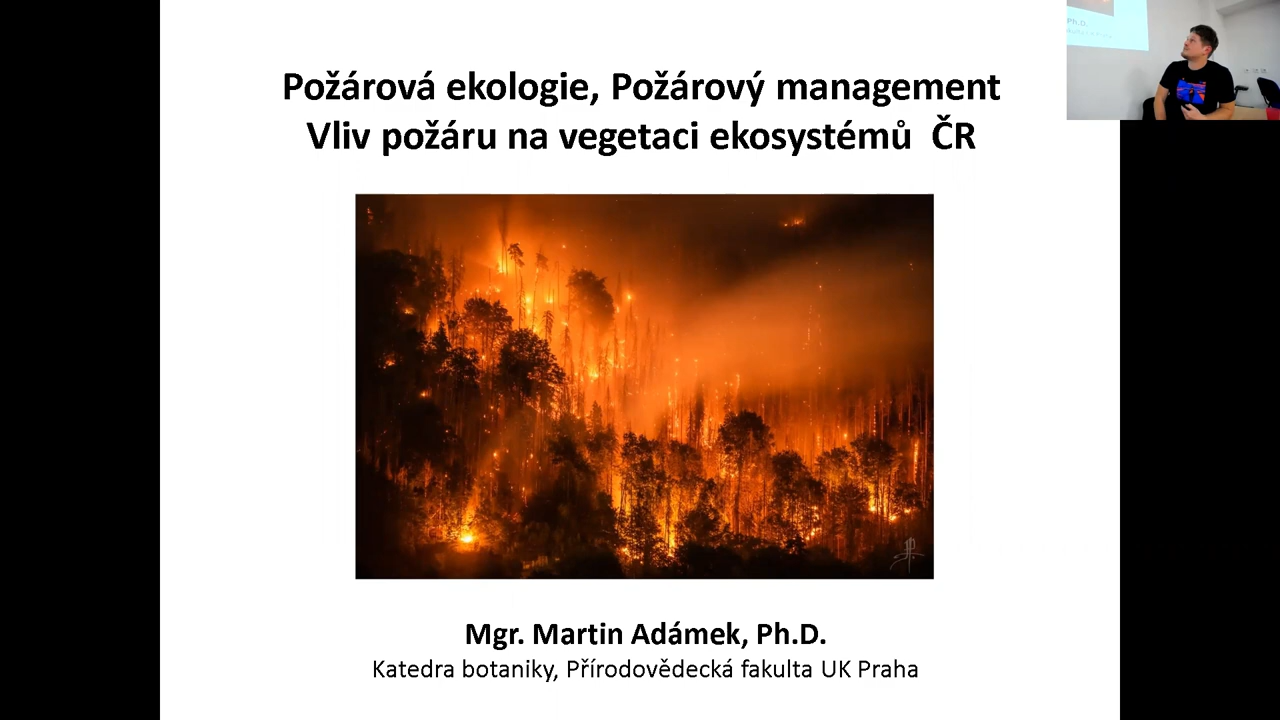 Požárová ekologie, Požárový management
Vliv požáru na vegetaci ekosystémů ČR
Mgr. Martin Adámek, Ph.D.
Katedra botaniky, Přírodovědecká fakulta UK Praha
Ph.D.